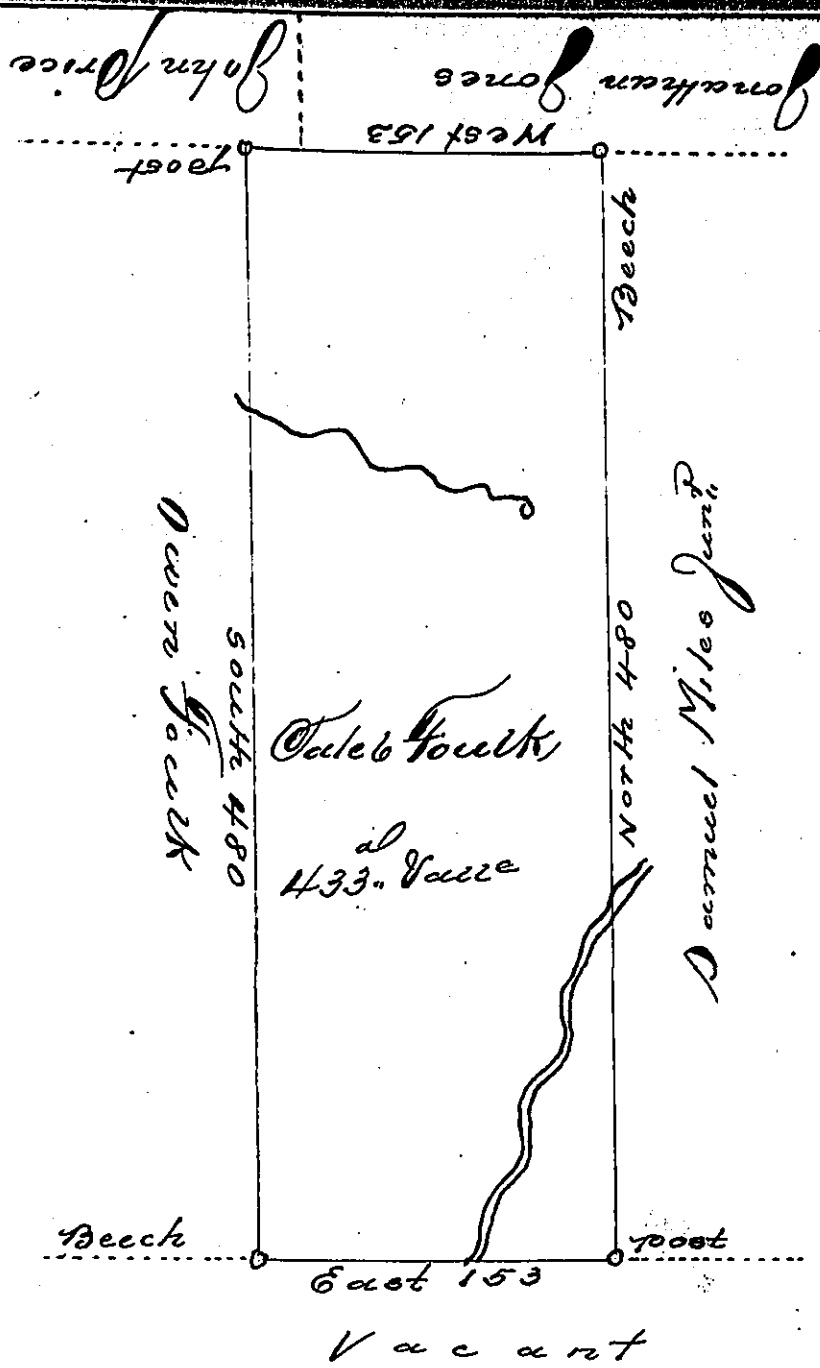 John Price
Jonathan Jones
West 153
post
Beech
Owen Foulk
South 480
Caleb Foulk
433 a. & allce
North 480
Samuel Miles Junr.
Beech
East 153
post
Vacant